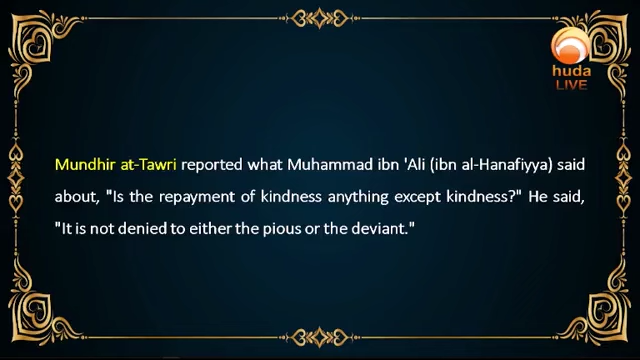 huda
LIVE
Mundhir at-Tawri reported what Muhammad ibn 'Ali (ibn al-Hanafiyya) said
about, "Is the repayment of kindness anything except kindness?" He said,
"It is not denied to either the pious or the deviant."